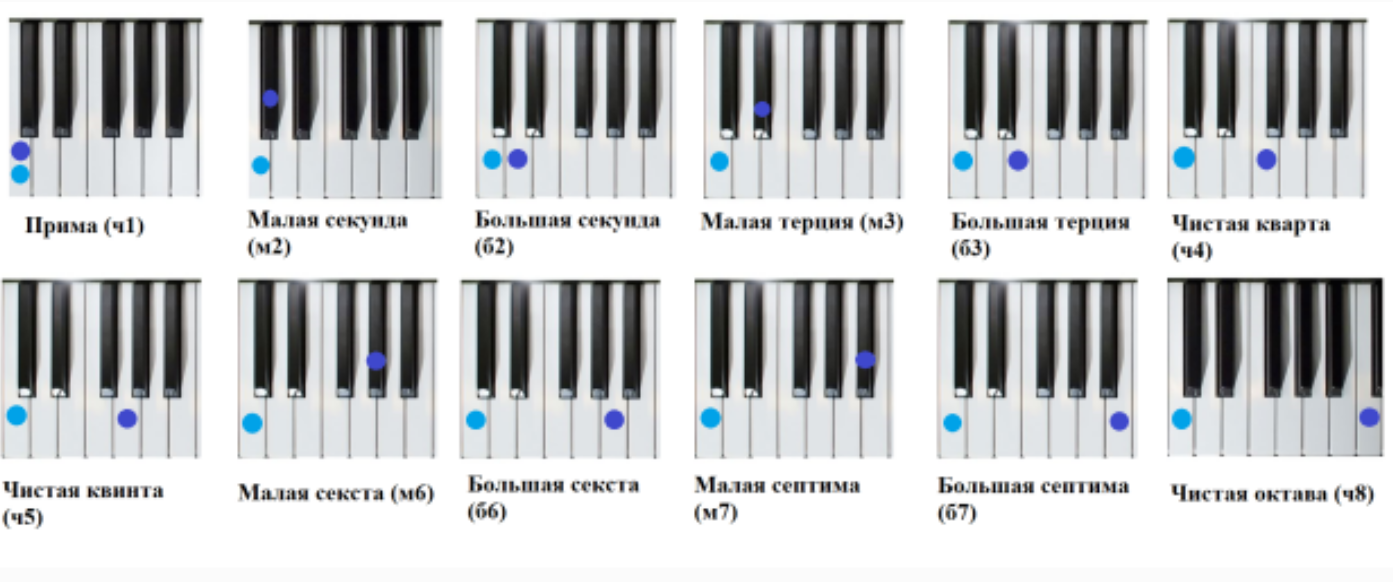 Прима (ч1)
Малая секунда
(м2)
Большая секунда
(б2)
Малая терция (м3)
Большая терция
(б3)
Чистая кварта
(ч4)
Чистая квинта
(ч5)
Малая секста (м6)
Большая секста
(б6)
Малая септима
(м7)
Большая септима
(б7)
Чистая октава (ч8)